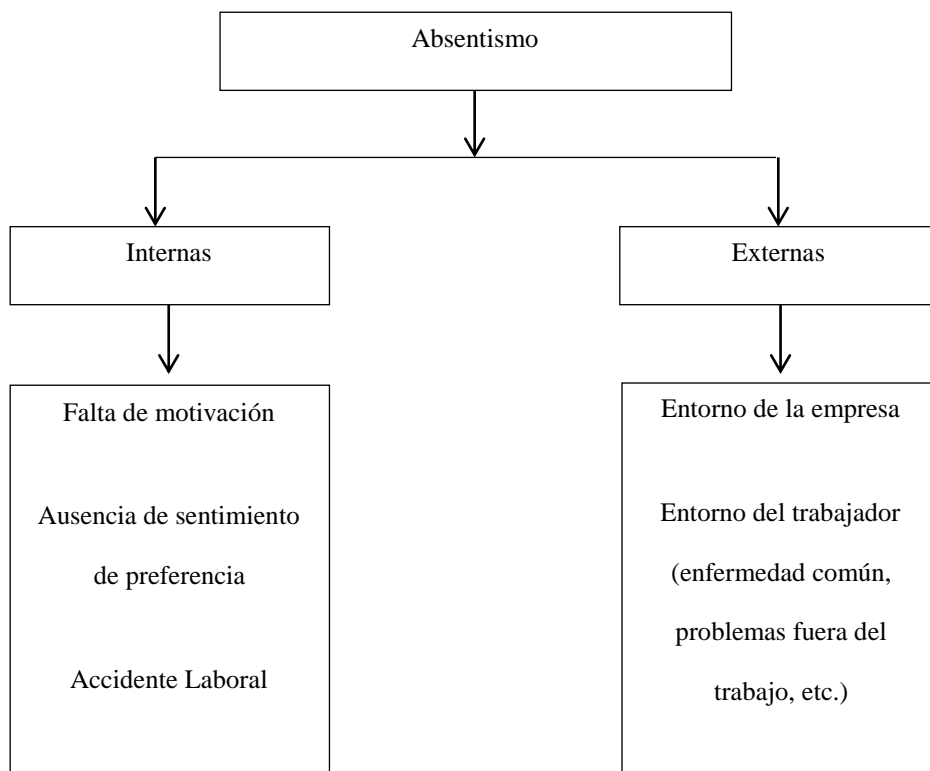 Absentismo
Internas
Externas
Falta de motivación
Ausencia de sentimiento
de preferencia
Accidente Laboral
Entorno de la empresa
Entorno del trabajador
(enfermedad común,
problemas fuera del
trabajo, etc.)